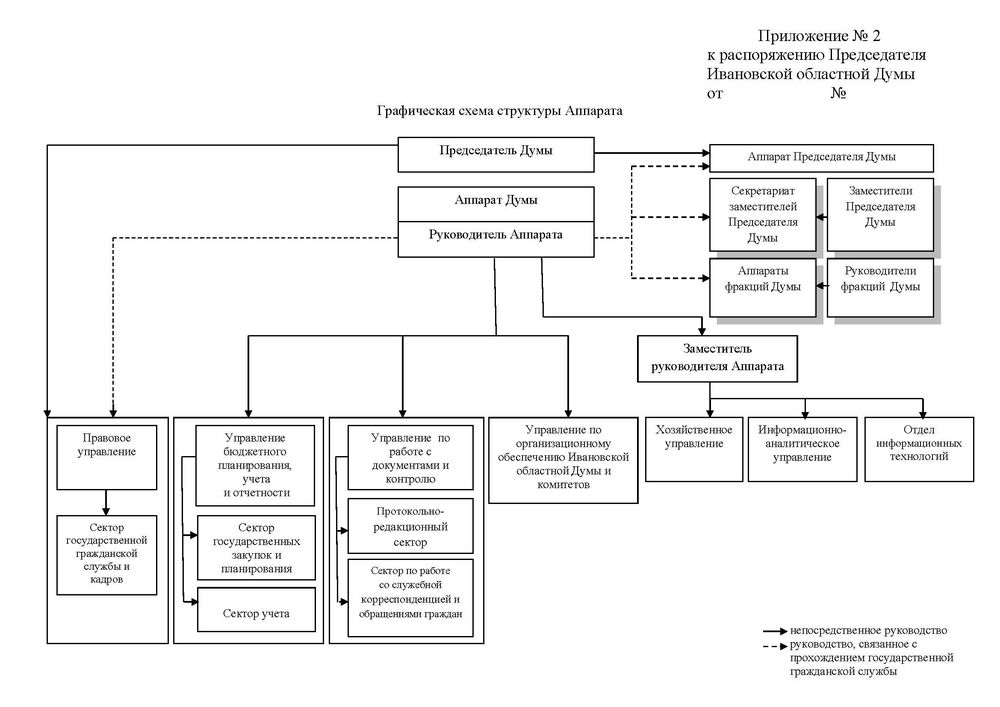 Приложение № 2
к распоряжению Председателя
Ивановской областной Думы
от №
Графическая схема структуры Аппарата
Председатель Думы
Аппарат Председателя Думы
Аппарат Думы
Руководитель Аппарата
Секретариат
заместителей
Председателя
Думы
Заместители
Председателя
Думы
Аппараты
фракций Думы
Руководители
фракций Думы
Заместитель
руководителя Аппарата
Правовое
управление
Сектор
государственной
гражданской
службы и
кадров
Управление
бюджетного
планирования,
учета
и отчетности
Сектор
государственных
закупок и
планирования
Сектор учета
Управление по
работе с
документами и
контролю
Протокольно-
редакционный
сектор
Сектор по работе
со служебной
корреспонденцией и
обращениями граждан
Управление по
организационному
обеспечению Ивановской
областной Думы и
комитетов
Хозяйственное
управление
Информационно-
аналитическое
управление
Отдел
информационных
технологий
непосредственное руководство
руководство, связанное с
прохождением государственной
гражданской службы